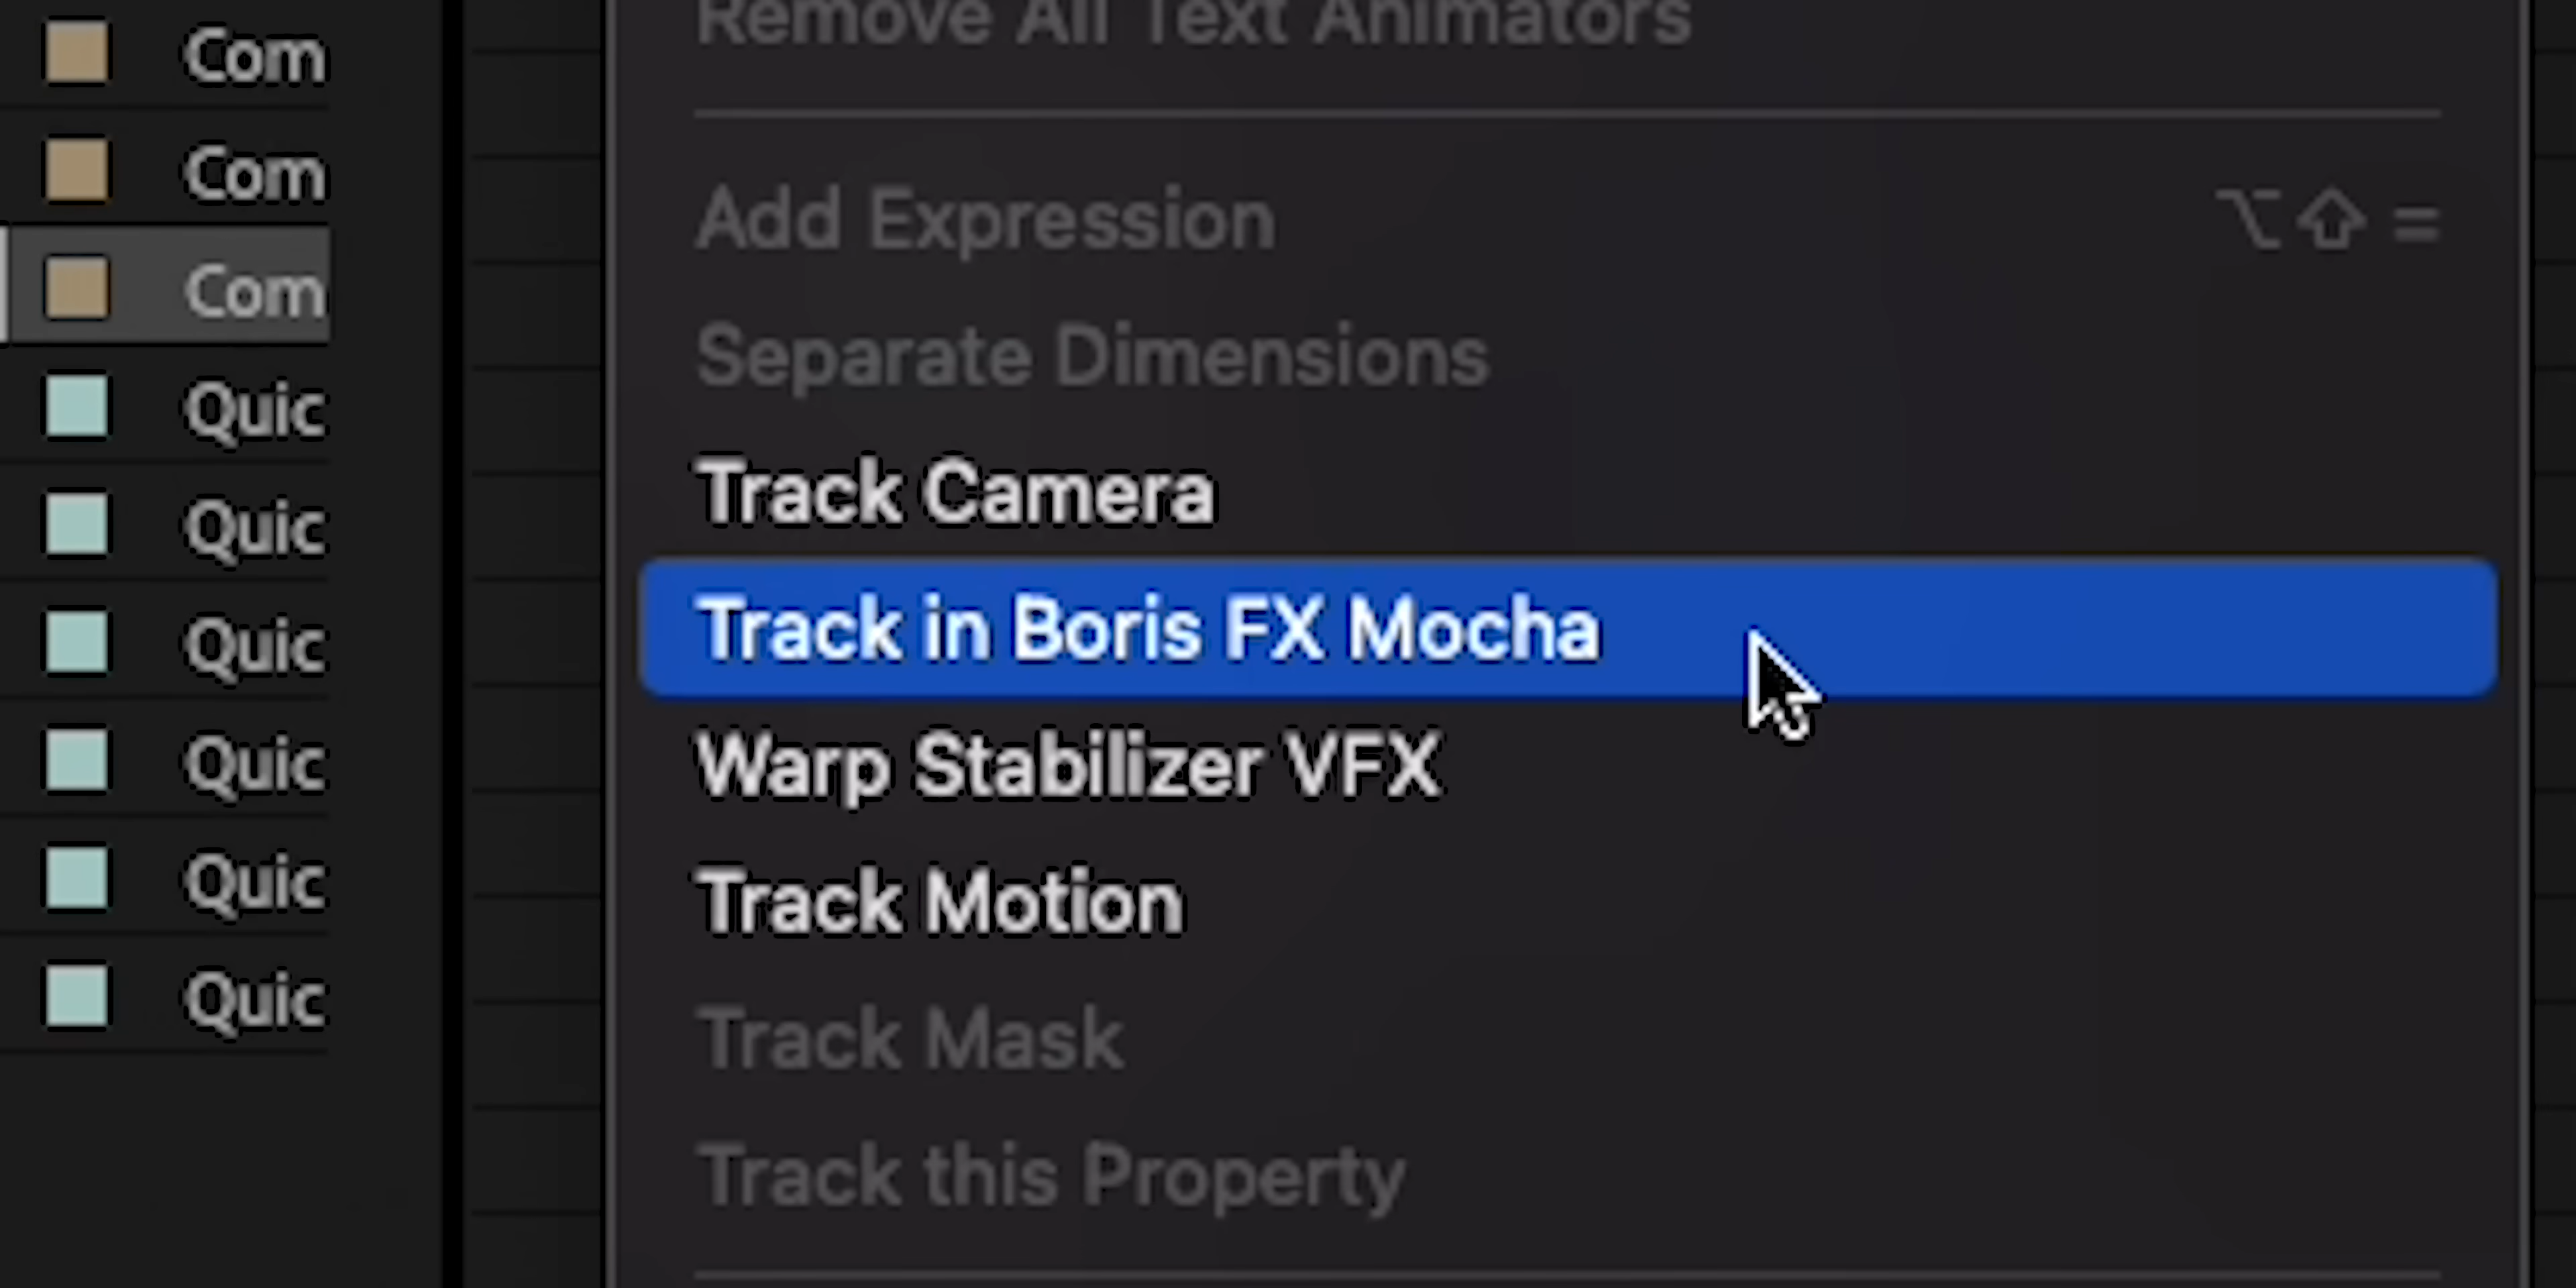 Com
Com
Com
Quic
Quic
Quic
Quic
Quic
Quic
Remove All Text Animators
Add Expression ⌥⇧ =
Separate Dimensions
Track Camera
Track in Boris FX Mocha
Warp Stabilizer VFX
Track Motion
Track Mask
Track this Property